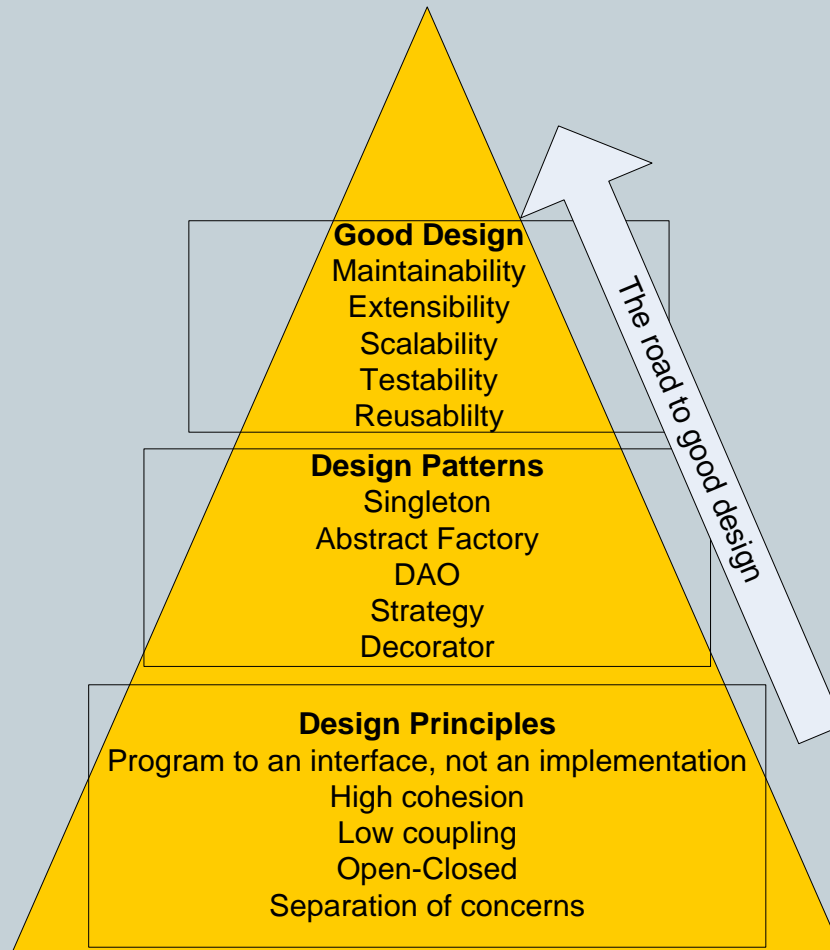 Good Design
Maintainability
Extensibility
Scalability
Testability
Reusablilty
The road to good design
Design Patterns
Singleton
Abstract Factory
DAO
Strategy
Decorator
Design Principles
Program to an interface, not an implementation
High cohesion
Low coupling
Open-Closed
Separation of concerns